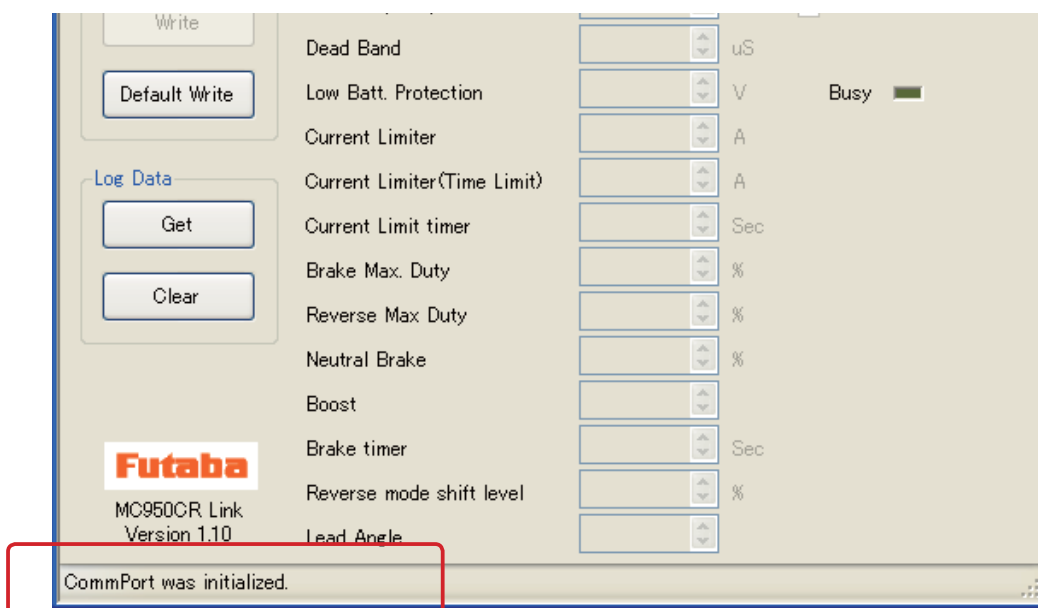 Write
Default Write
Log Data
Get
Clear
Dead Band uS
Low Batt. Protection V
Current Limiter A
Current Limiter(Time Limit) A
Current Limit timer Sec
Brake Max. Duty %
Reverse Max Duty %
Neutral Brake %
Boost
Brake timer Sec
Reverse mode shift level %
Lead Angle
Busy
Futaba
MC950CR Link
Version 1.10
CommPort was initialized.